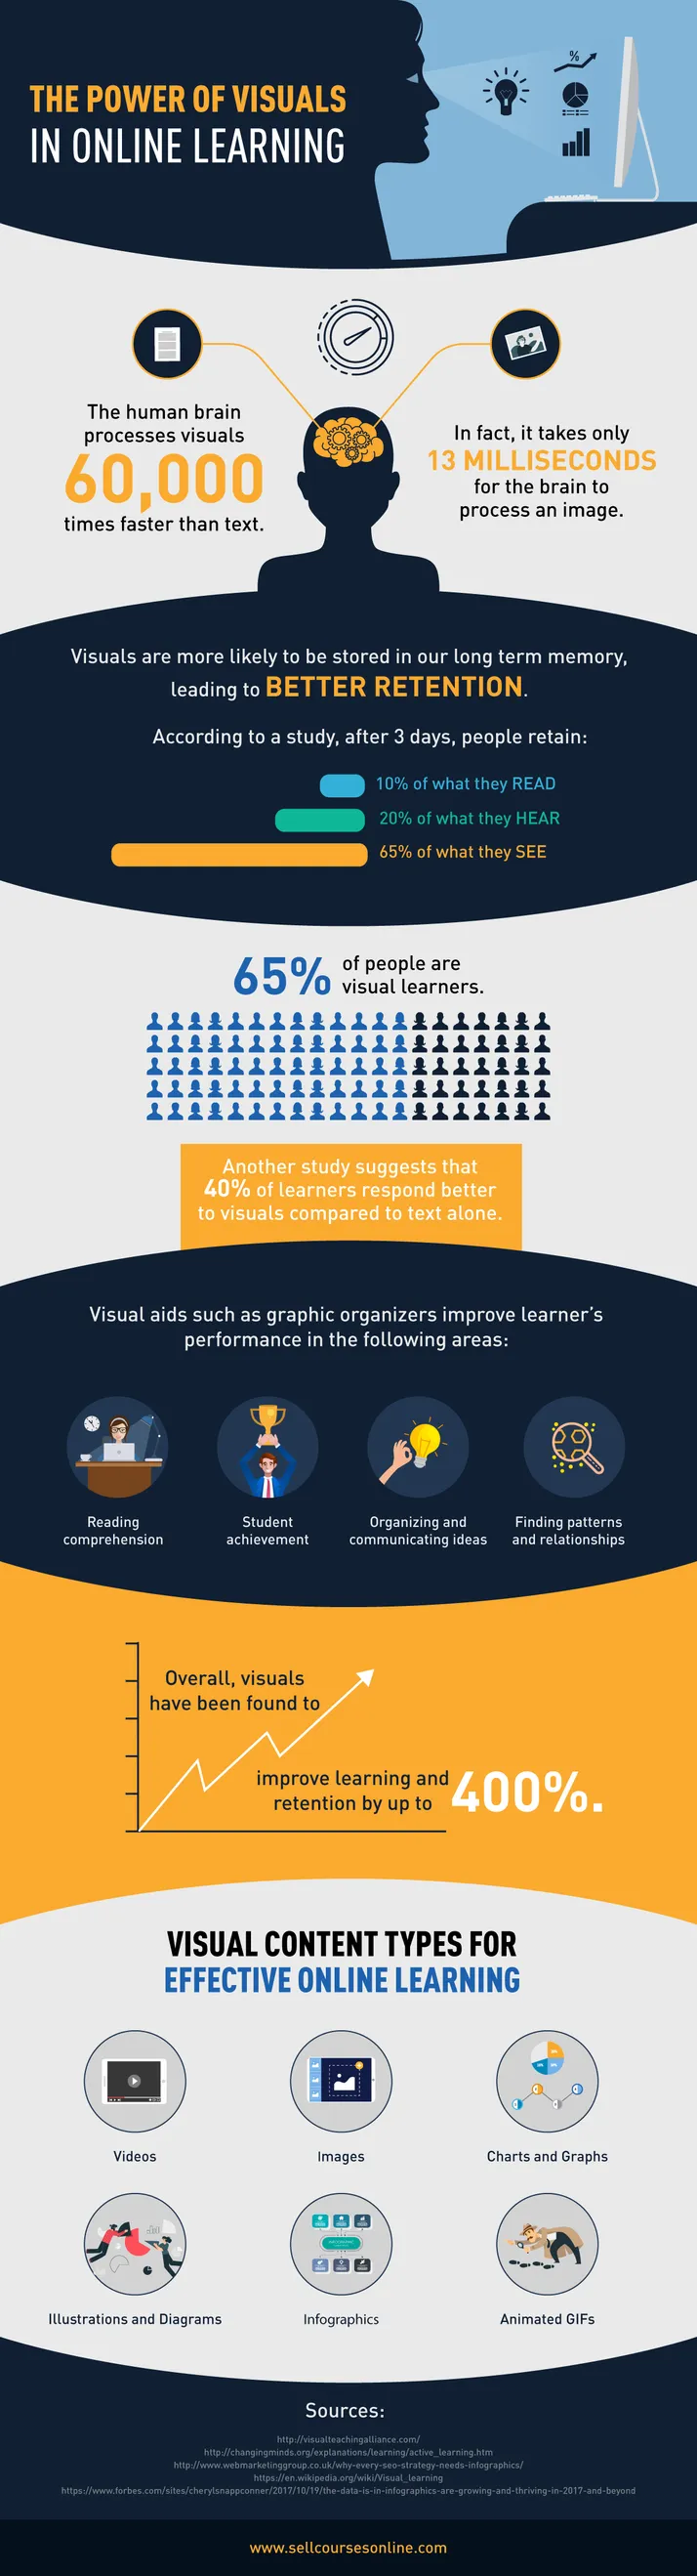 THE POWER OF VISUALS
IN ONLINE LEARNING
%
The human brain
processes visuals
60,000
times faster than text.
In fact, it takes only
13 MILLISECONDS
for the brain to
process an image.
Visuals are more likely to be stored in our long term memory,
leading to BETTER RETENTION.
According to a study, after 3 days, people retain:
10% of what they READ
20% of what they HEAR
65% of what they SEE
65% of people are
visual learners.
Another study suggests that
40% of learners respond better
to visuals compared to text alone.
Visual aids such as graphic organizers improve learner's
performance in the following areas:
Reading
comprehension
Student
achievement
Organizing and
communicating ideas
Finding patterns
and relationships
Overall, visuals
have been found to
improve learning and
retention by up to 400%.
VISUAL CONTENT TYPES FOR
EFFECTIVE ONLINE LEARNING
Videos
Images
Charts and Graphs
Illustrations and Diagrams
Infographics
Animated GIFs
Sources:
http://visualteachingalliance.com/
http://changingminds.org/explanations/learning/active_learning.htm
http://www.webmarketinggroup.co.uk/why-every-seo-strategy-needs-infographics/
https://en.wikipedia.org/wiki/Visual_learning
https://www.forbes.com/sites/cherylsnappconner/2017/10/19/the-data-is-in-infographics-are-growing-and-thriving-in-2017-and-beyond
www.sellcoursesonline.com